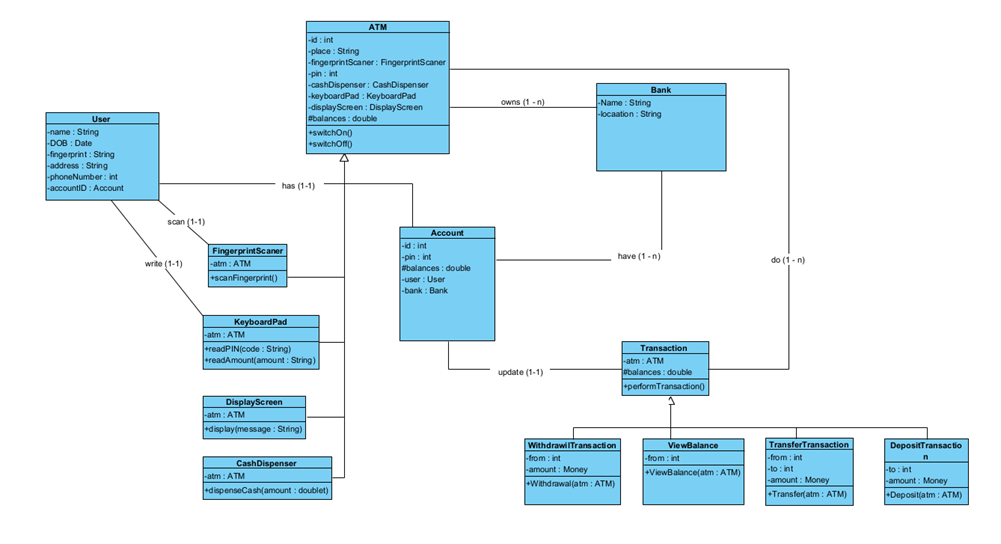 ATM
-id : int
-place : String
-fingerprintScaner : FingerprintScaner
-pin : int
-cashDispenser : CashDispenser
-keyboardPad : KeyboardPad
-displayScreen : DisplayScreen
#balances : double
+switchOn()
+switchOff()
owns (1 - n)
Bank
-Name : String
-locaation : String
User
-name : String
-DOB : Date
-fingerprint : String
-address : String
-phoneNumber : int
-accountID : Account
has (1-1)
scan (1-1)
write (1-1)
Account
-id : int
-pin : int
#balances : double
-user : User
-bank : Bank
have (1 - n)
do (1 - n)
FingerprintScaner
-atm : ATM
+scanFingerprint()
KeyboardPad
-atm : ATM
+readPIN(code : String)
+readAmount(amount : String)
update (1-1)
Transaction
-atm : ATM
#balances : double
+performTransaction()
DisplayScreen
-atm : ATM
+display(message : String)
CashDispenser
-atm : ATM
+dispenseCash(amount : doublet)
WithdrawilTransaction
-from : int
-amount : Money
+Withdrawal(atm : ATM)
ViewBalance
-from : int
+ViewBalance(atm : ATM)
TransferTransaction
-from : int
-to : int
-amount : Money
+Transfer(atm : ATM)
DepositTransactio
n
-to : int
-amount : Money
+Deposit(atm : ATM)